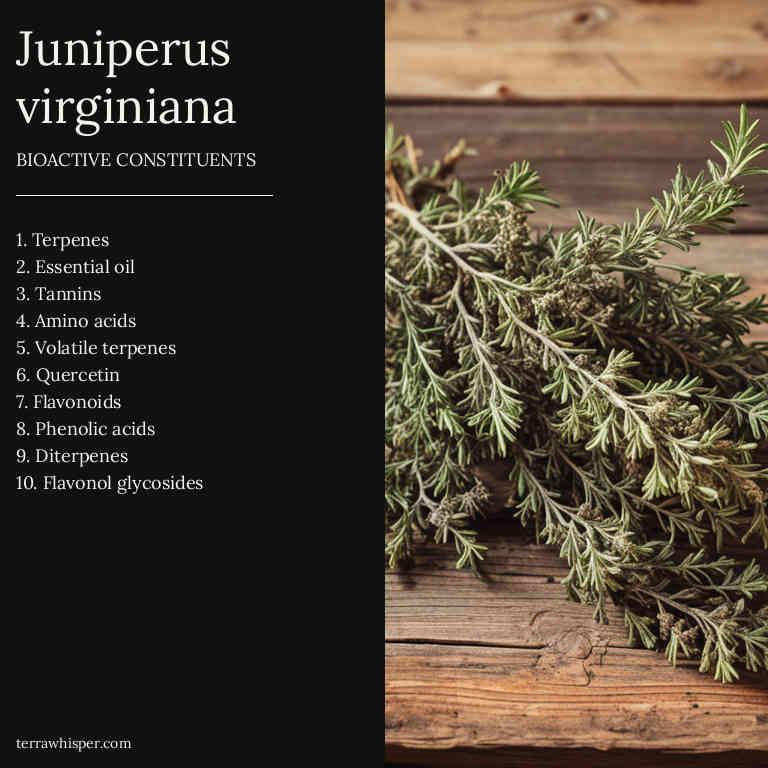 Juniperus
virginiana
BIOACTIVE CONSTITUENTS
1. Terpenes
2. Essential oil
3. Tannins
4. Amino acids
5. Volatile terpenes
6. Quercetin
7. Flavonoids
8. Phenolic acids
9. Diterpenes
10. Flavonol glycosides
terrawhisper.com